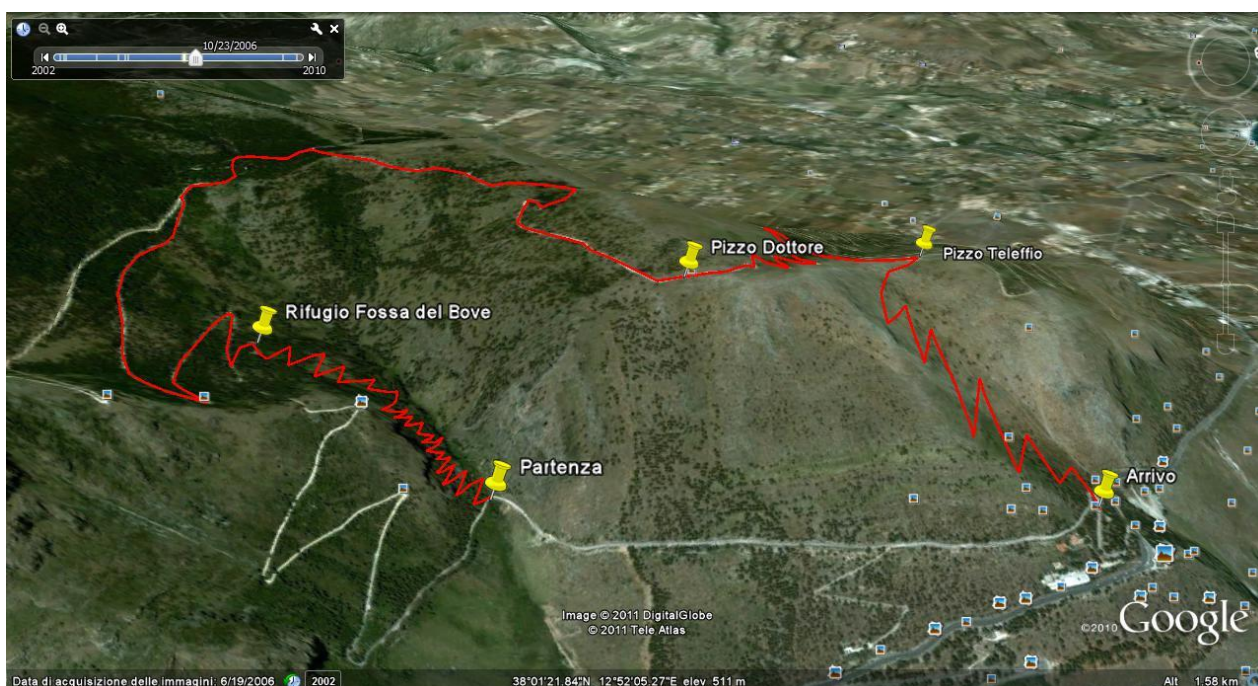 10/23/2006
2002
2010
Pizzo Dottore
Pizzo Teleffio
Rifugio Fossa del Bove
Partenza
Arrivo
Image © 2011 DigitalGlobe
© 2011 Tele Atlas
©2010 Google
Data di acquisizione delle immagini: 6/19/2006 2002 38°01'21.84"N 12°52'05.27"E elev 511 m Alt 1.58 km